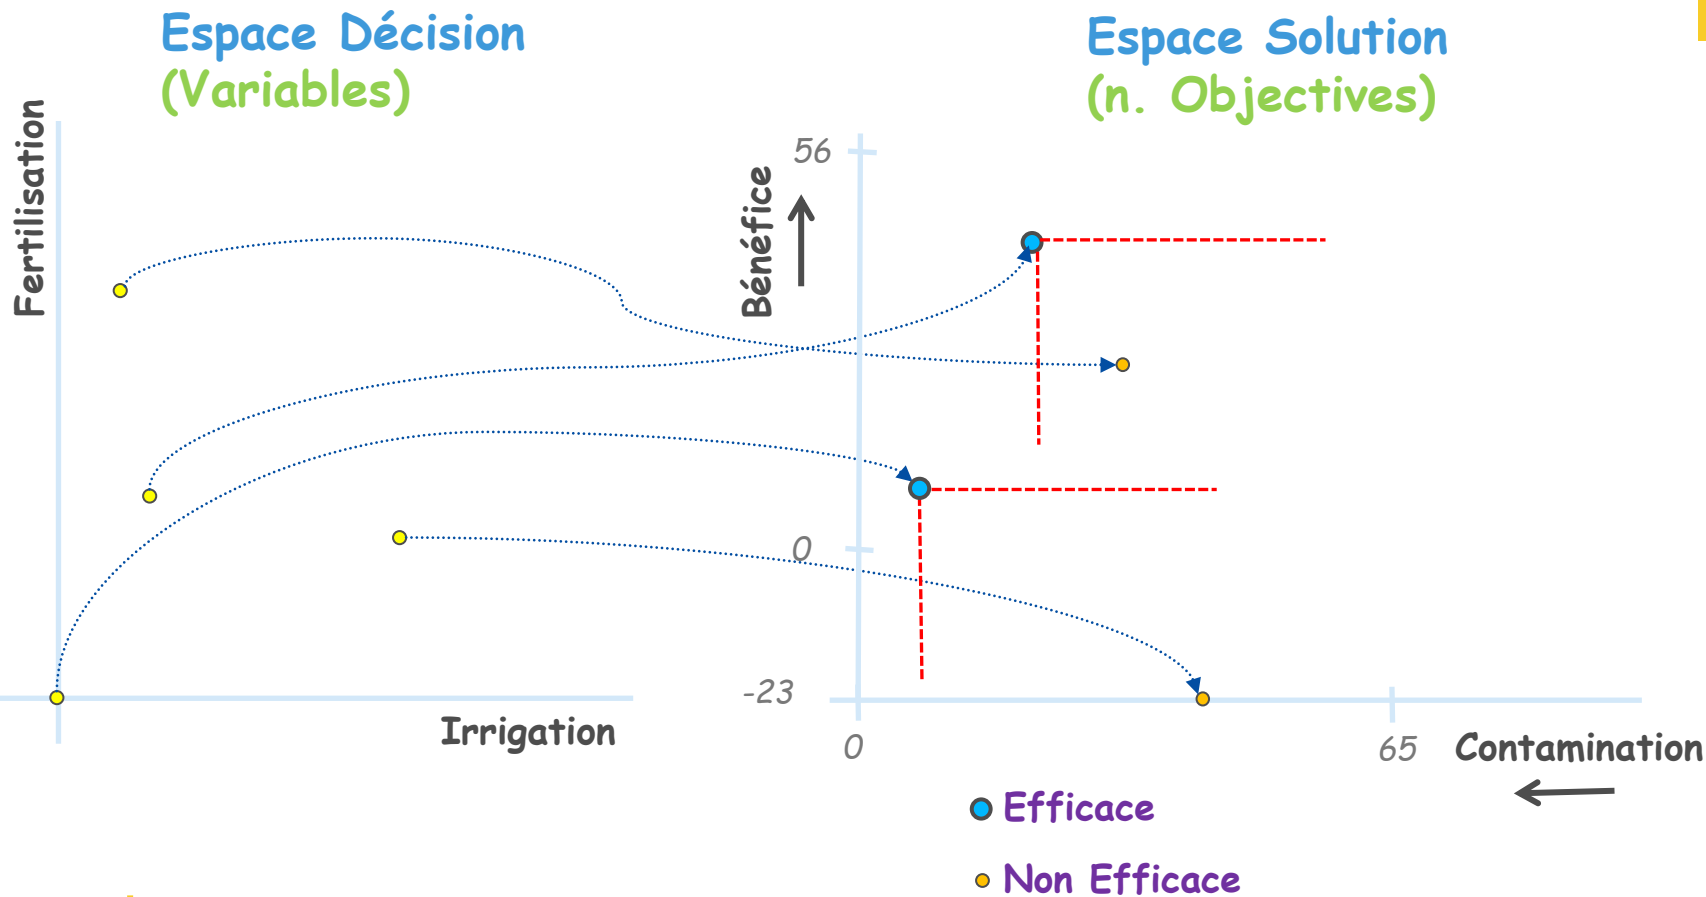 Espace Décision
(Variables)
Fertilisation
Irrigation
Espace Solution
(n. Objectives)
56
Bénéfice
0
-23
0
65
Contamination
Efficace
Non Efficace